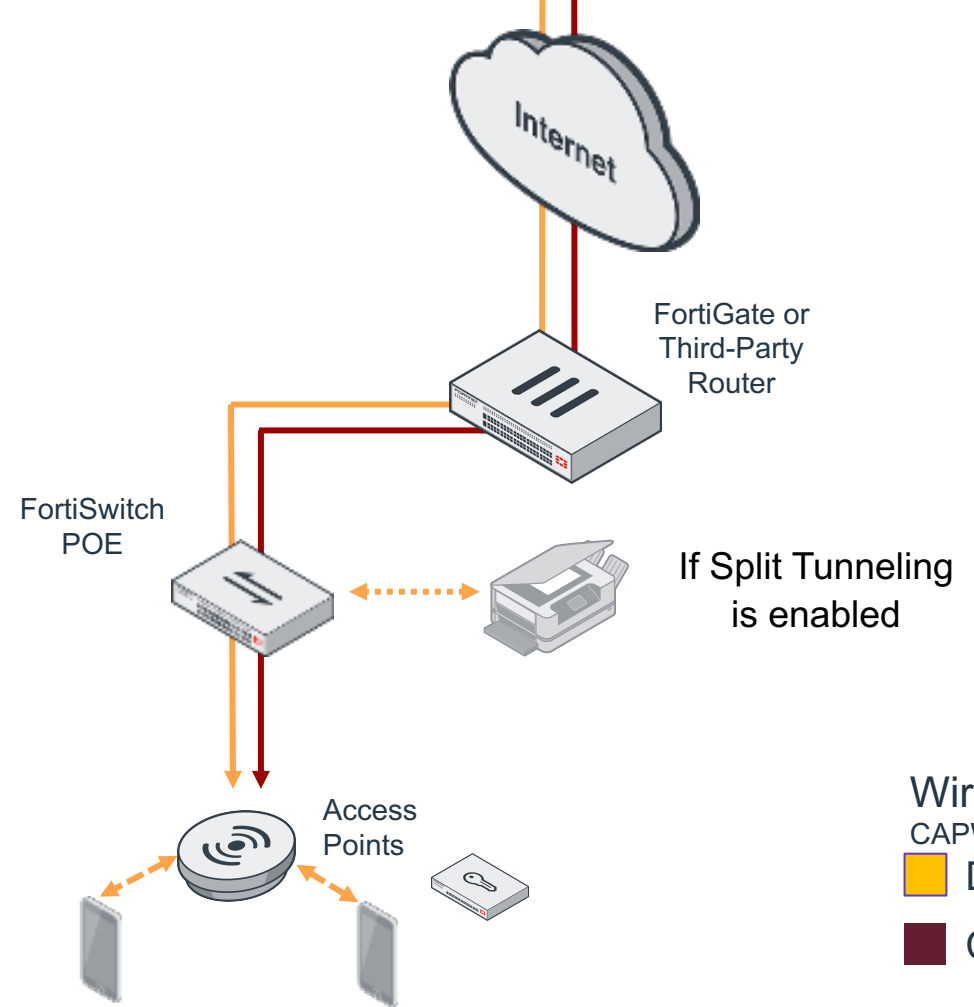 Internet
FortiGate or
Third-Party
Router
FortiSwitch
POE
If Split Tunneling
is enabled
Access
Points